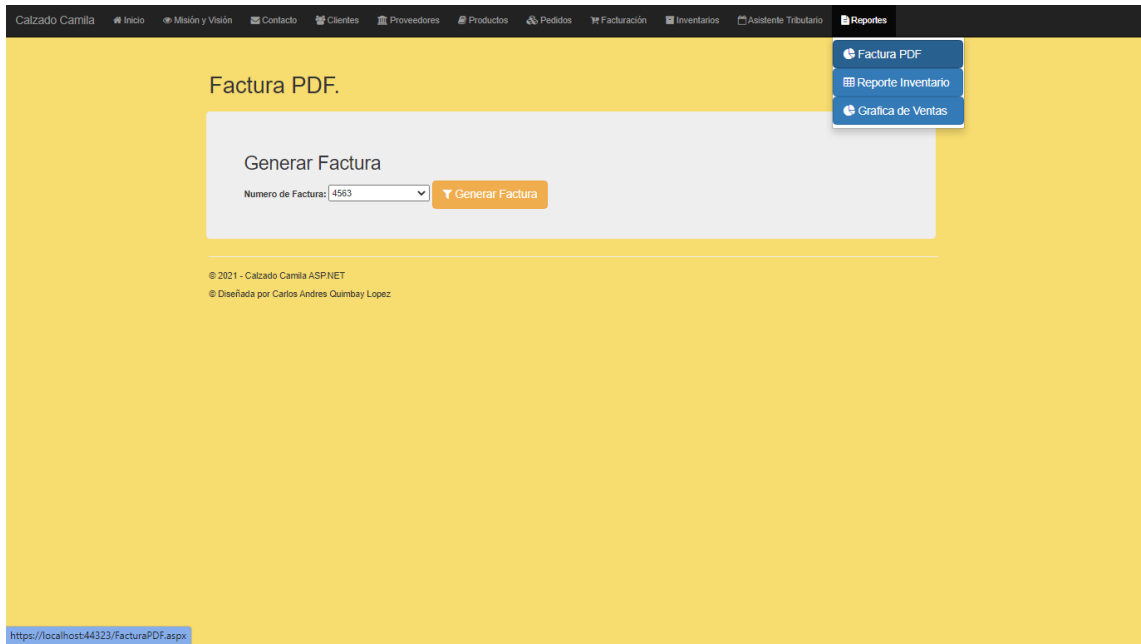 Calzado Camila Inicio Misión y Visión Contacto Clientes Proveedores Productos Pedidos Facturación Inventarios Asistente Tributario Reportes
Factura PDF
Reporte Inventario
Grafica de Ventas
Factura PDF.
Generar Factura
Numero de Factura: 4563 Generar Factura
© 2021 - Calzado Camila ASP.NET
© Diseñada por Carlos Andres Quimbay Lopez
https://localhost:44323/FacturaPDF.aspx